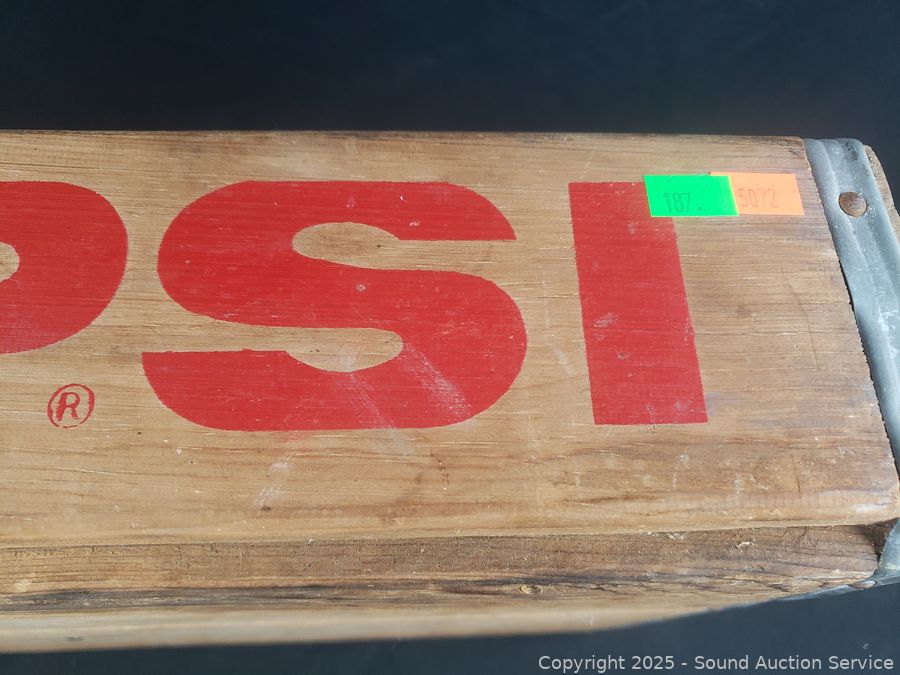 PSI
187. 5072
®
Copyright 2025 - Sound Auction Service